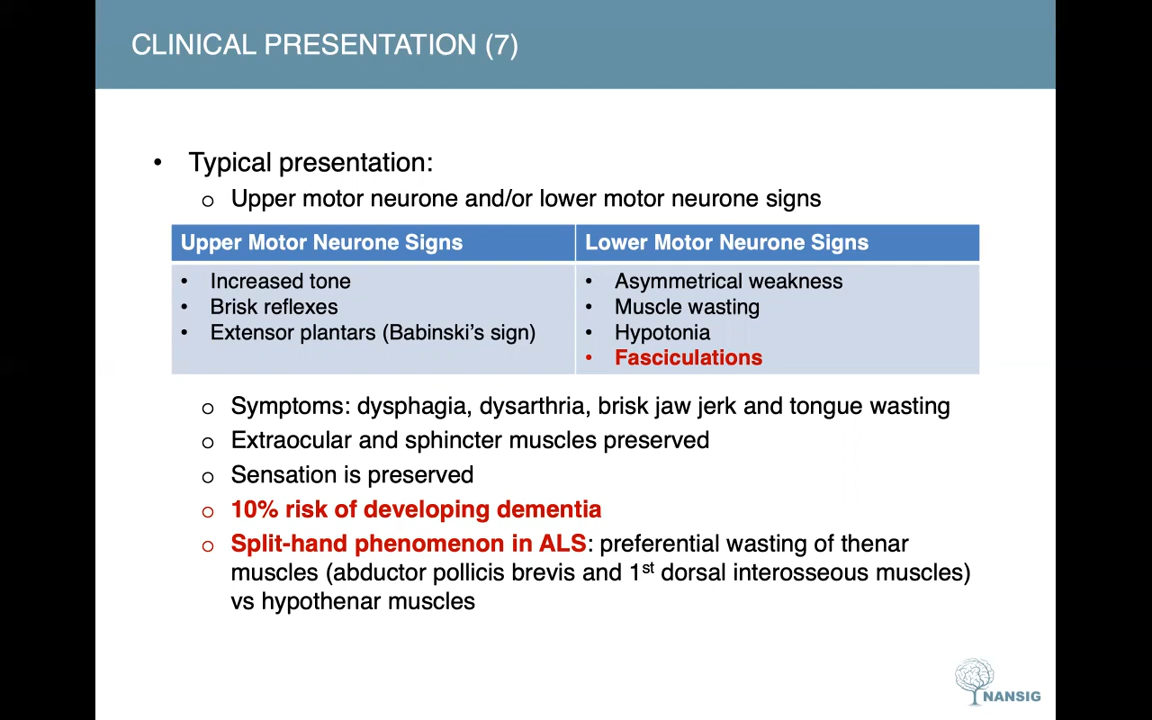 CLINICAL PRESENTATION (7)
• Typical presentation:
o Upper motor neurone and/or lower motor neurone signs
Upper Motor Neurone Signs
• Increased tone
• Brisk reflexes
• Extensor plantars (Babinski's sign)
Lower Motor Neurone Signs
• Asymmetrical weakness
• Muscle wasting
• Hypotonia
• Fasciculations
o Symptoms: dysphagia, dysarthria, brisk jaw jerk and tongue wasting
o Extraocular and sphincter muscles preserved
o Sensation is preserved
o 10% risk of developing dementia
o Split-hand phenomenon in ALS: preferential wasting of thenar
muscles (abductor pollicis brevis and 1st dorsal interosseous muscles)
vs hypothenar muscles
NANSIG